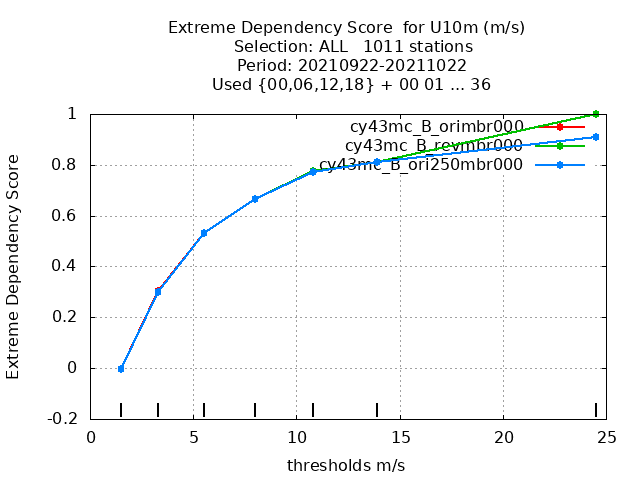 Extreme Dependency Score  for U10m (m/s)
Selection: ALL   1011 stations
Period: 20210922-20211022
Used {00,06,12,18} + 00 01 ... 36
Extreme Dependency Score
1
0.8
0.6
0.4
0.2
0
-0.2
cy43mc_B_orimbr000
cy43mc_B_revmbr000
cy43mc_B_ori250mbr000
0 5 10 15 20 25
thresholds m/s